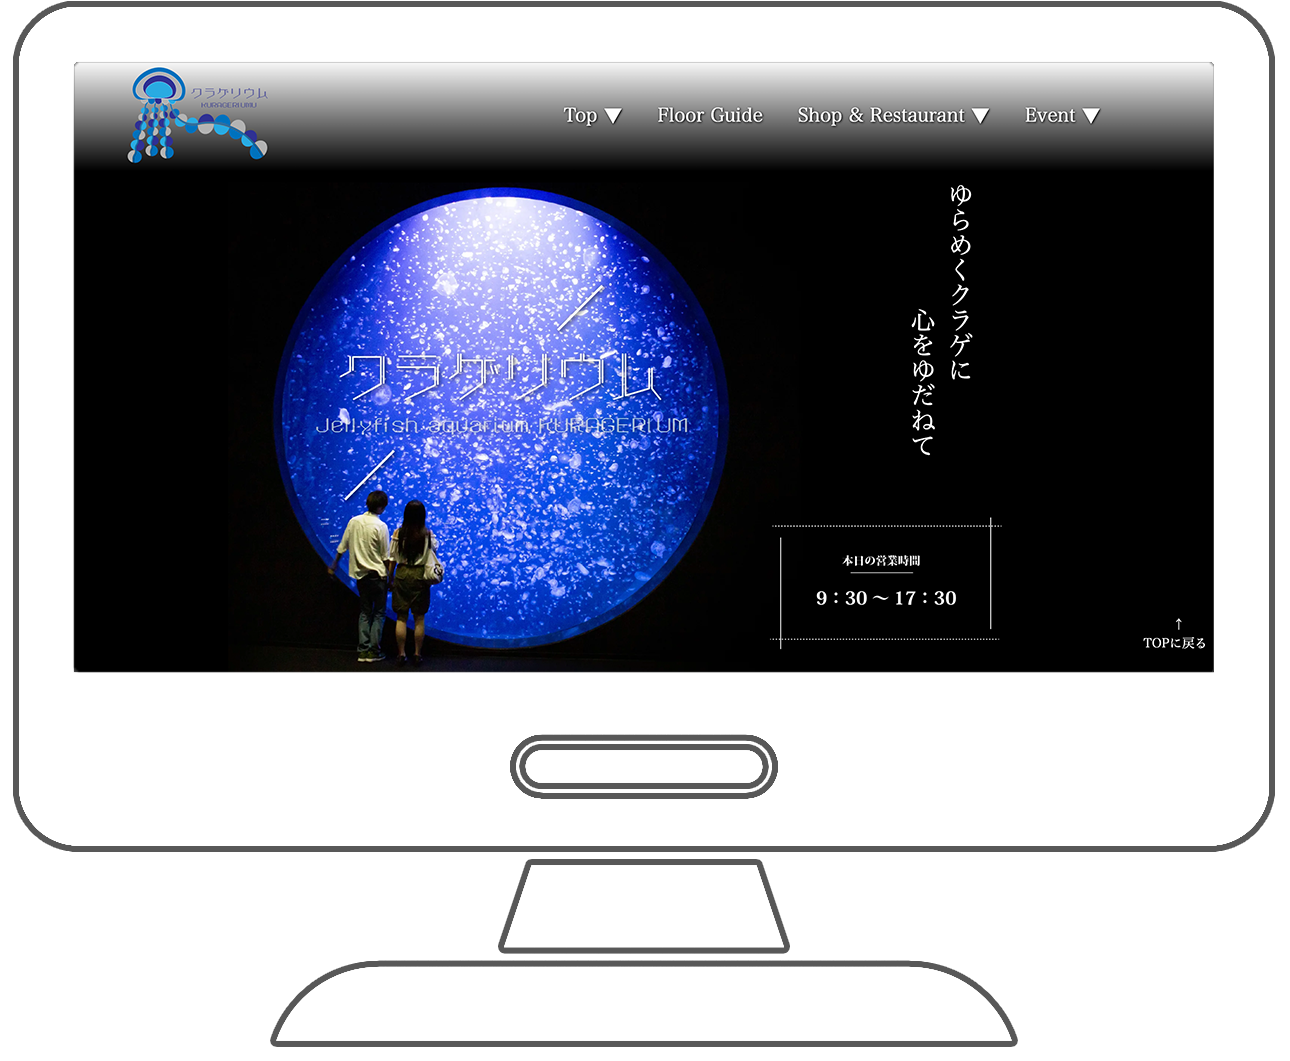 クラゲリウム
KURAGERIUMU
Top ▼
Floor Guide
Shop & Restaurant ▼
Event ▼
ゆらめくクラゲに
心をゆだねて
クラゲリウム
Jellyfish aquarium KURAGERIUM
本日の営業時間
9：30 ～ 17：30
↑
TOPに戻る